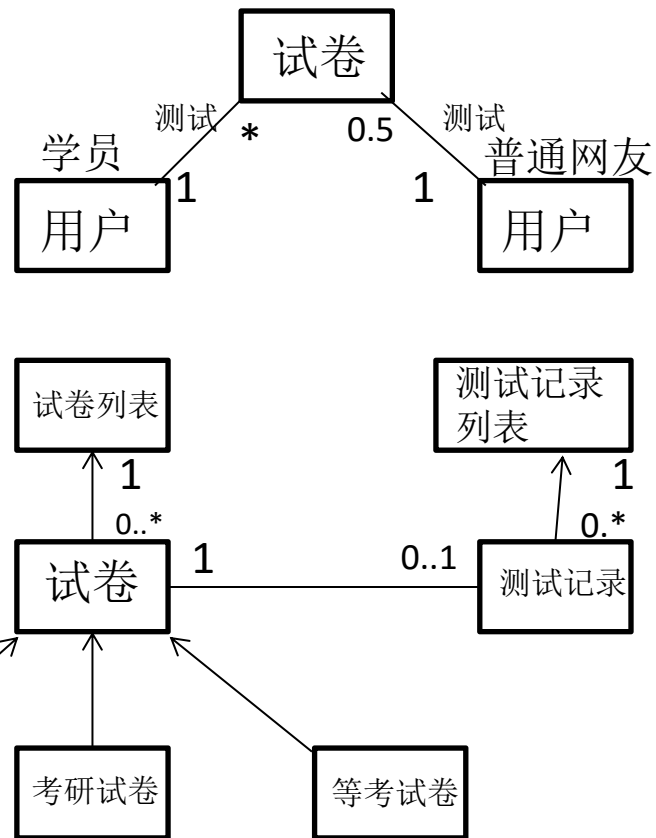 试卷
测试
*
0.5
测试
学员
1
1
普通网友
用户
用户
试卷列表
测试记录
列表
1
1
0..*
0.*
试卷
1
0..1
测试记录
考研试卷
等考试卷